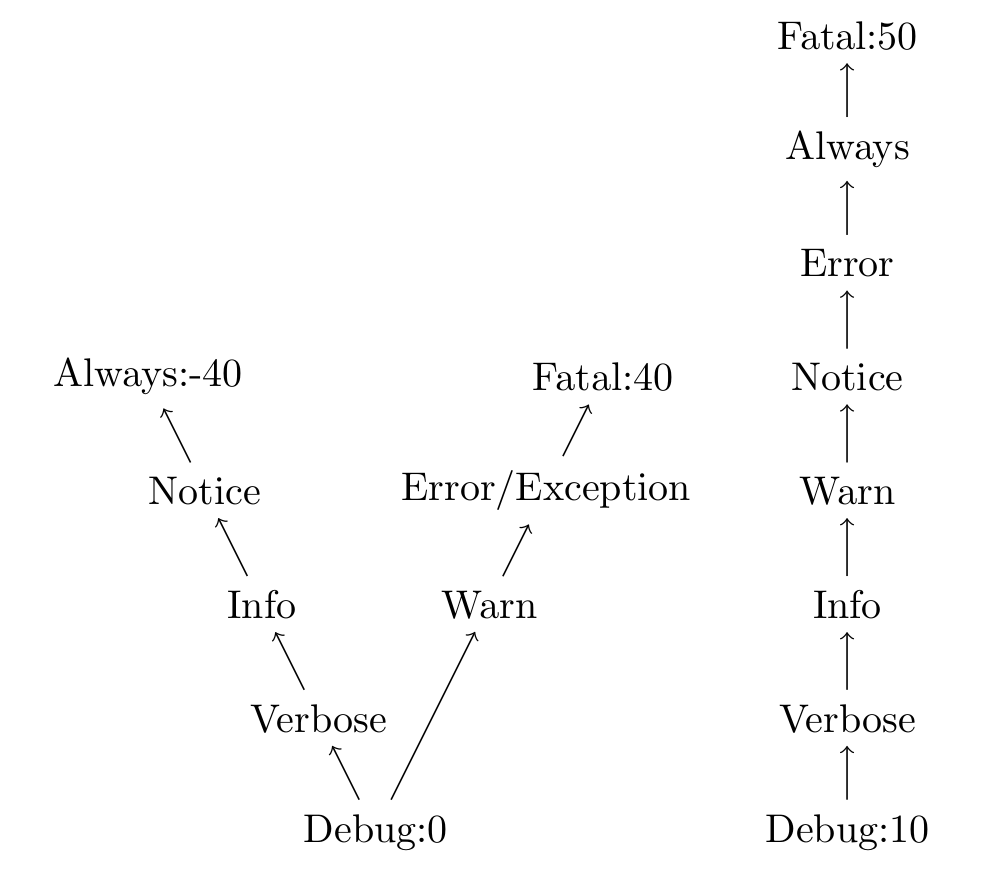 Fatal:50
Always
Error
Always:-40
Fatal:40
Notice
Notice
Error/Exception
Warn
Info
Warn
Info
Verbose
Verbose
Debug:0
Debug:10